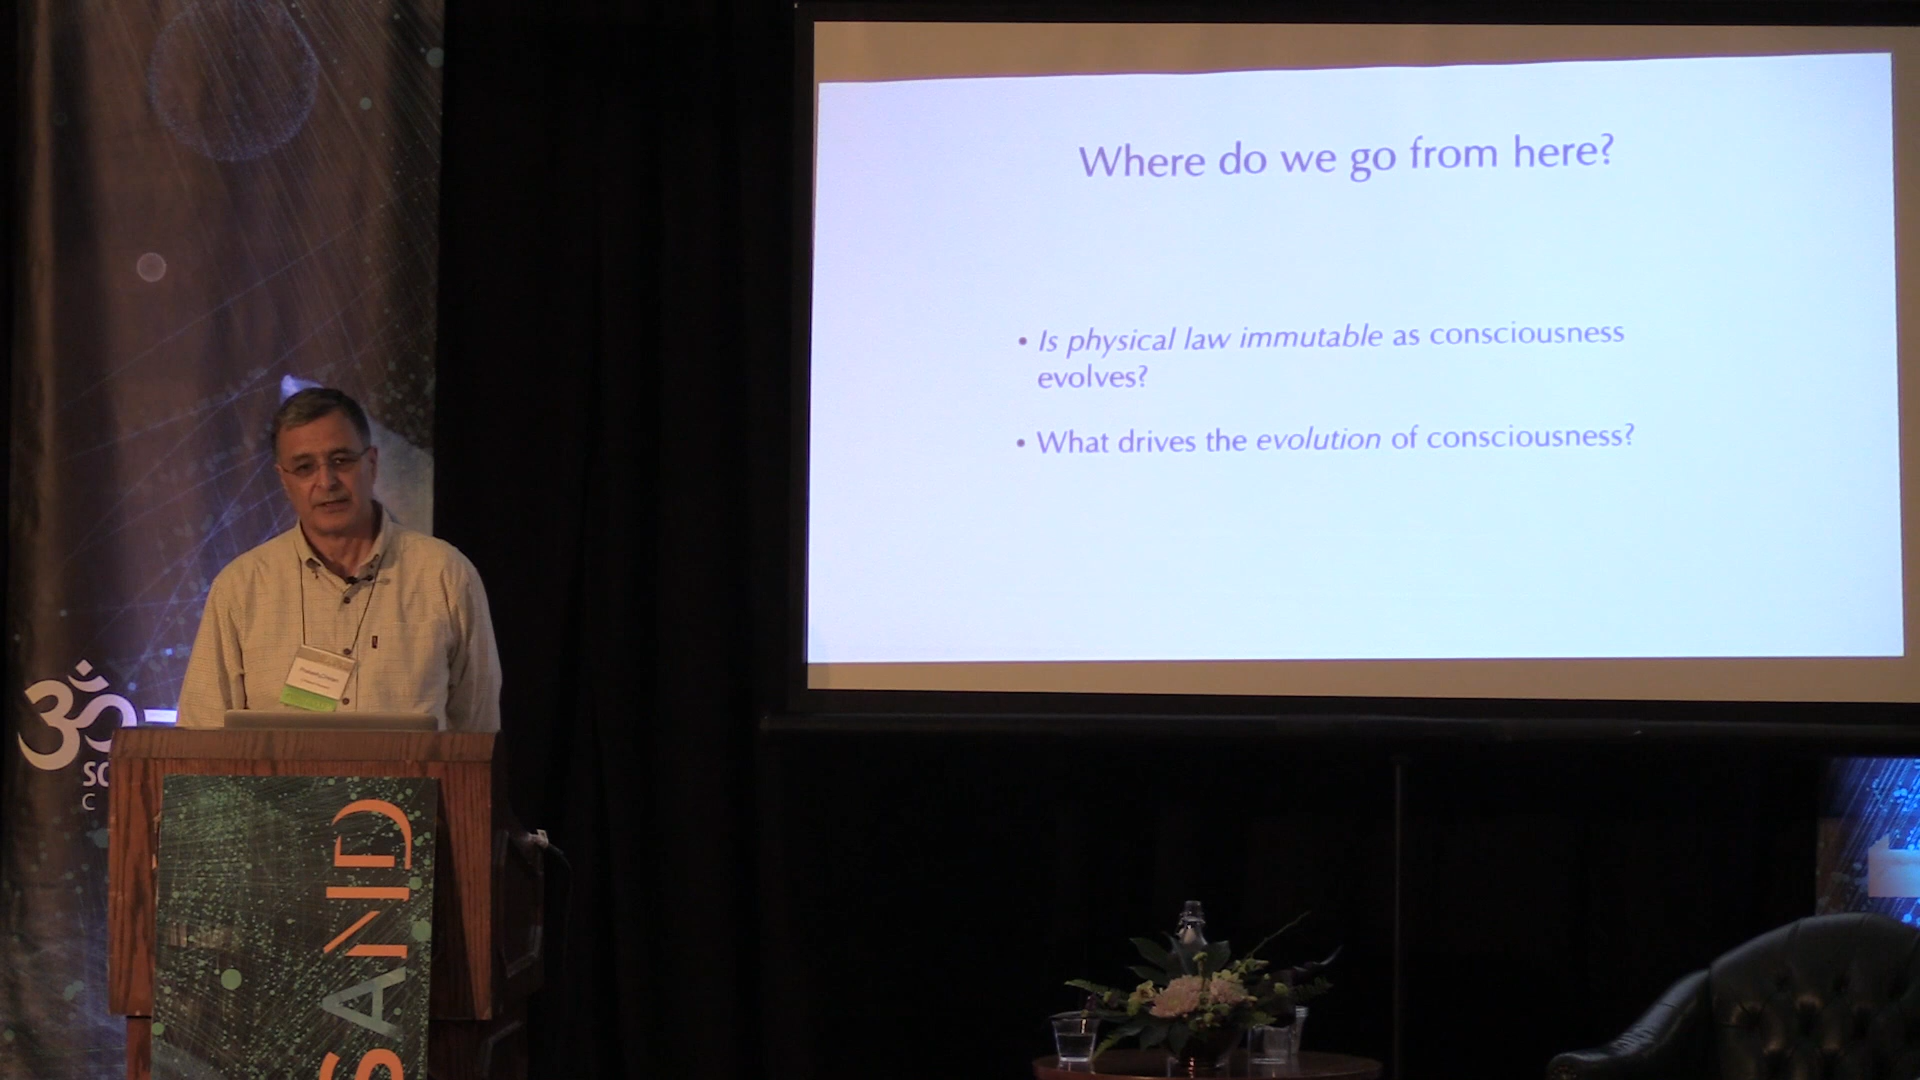 Where do we go from here?
• Is physical law immutable as consciousness
evolves?
• What drives the evolution of consciousness?
SC
C
SAND